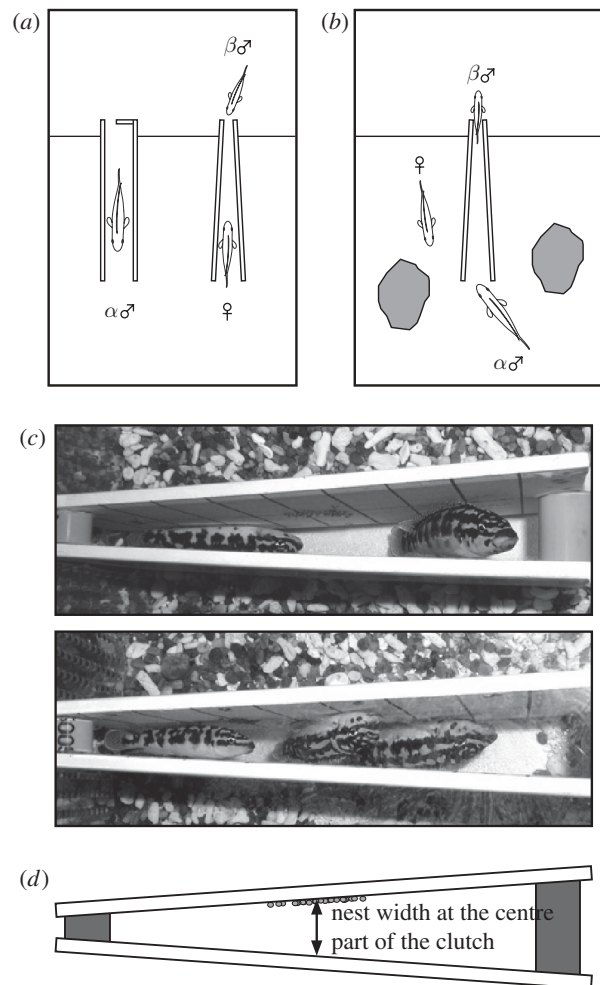 (a)
β♂
α♂
♀
(b)
β♂
♀
α♂
(c)
(d)
nest width at the centre
part of the clutch